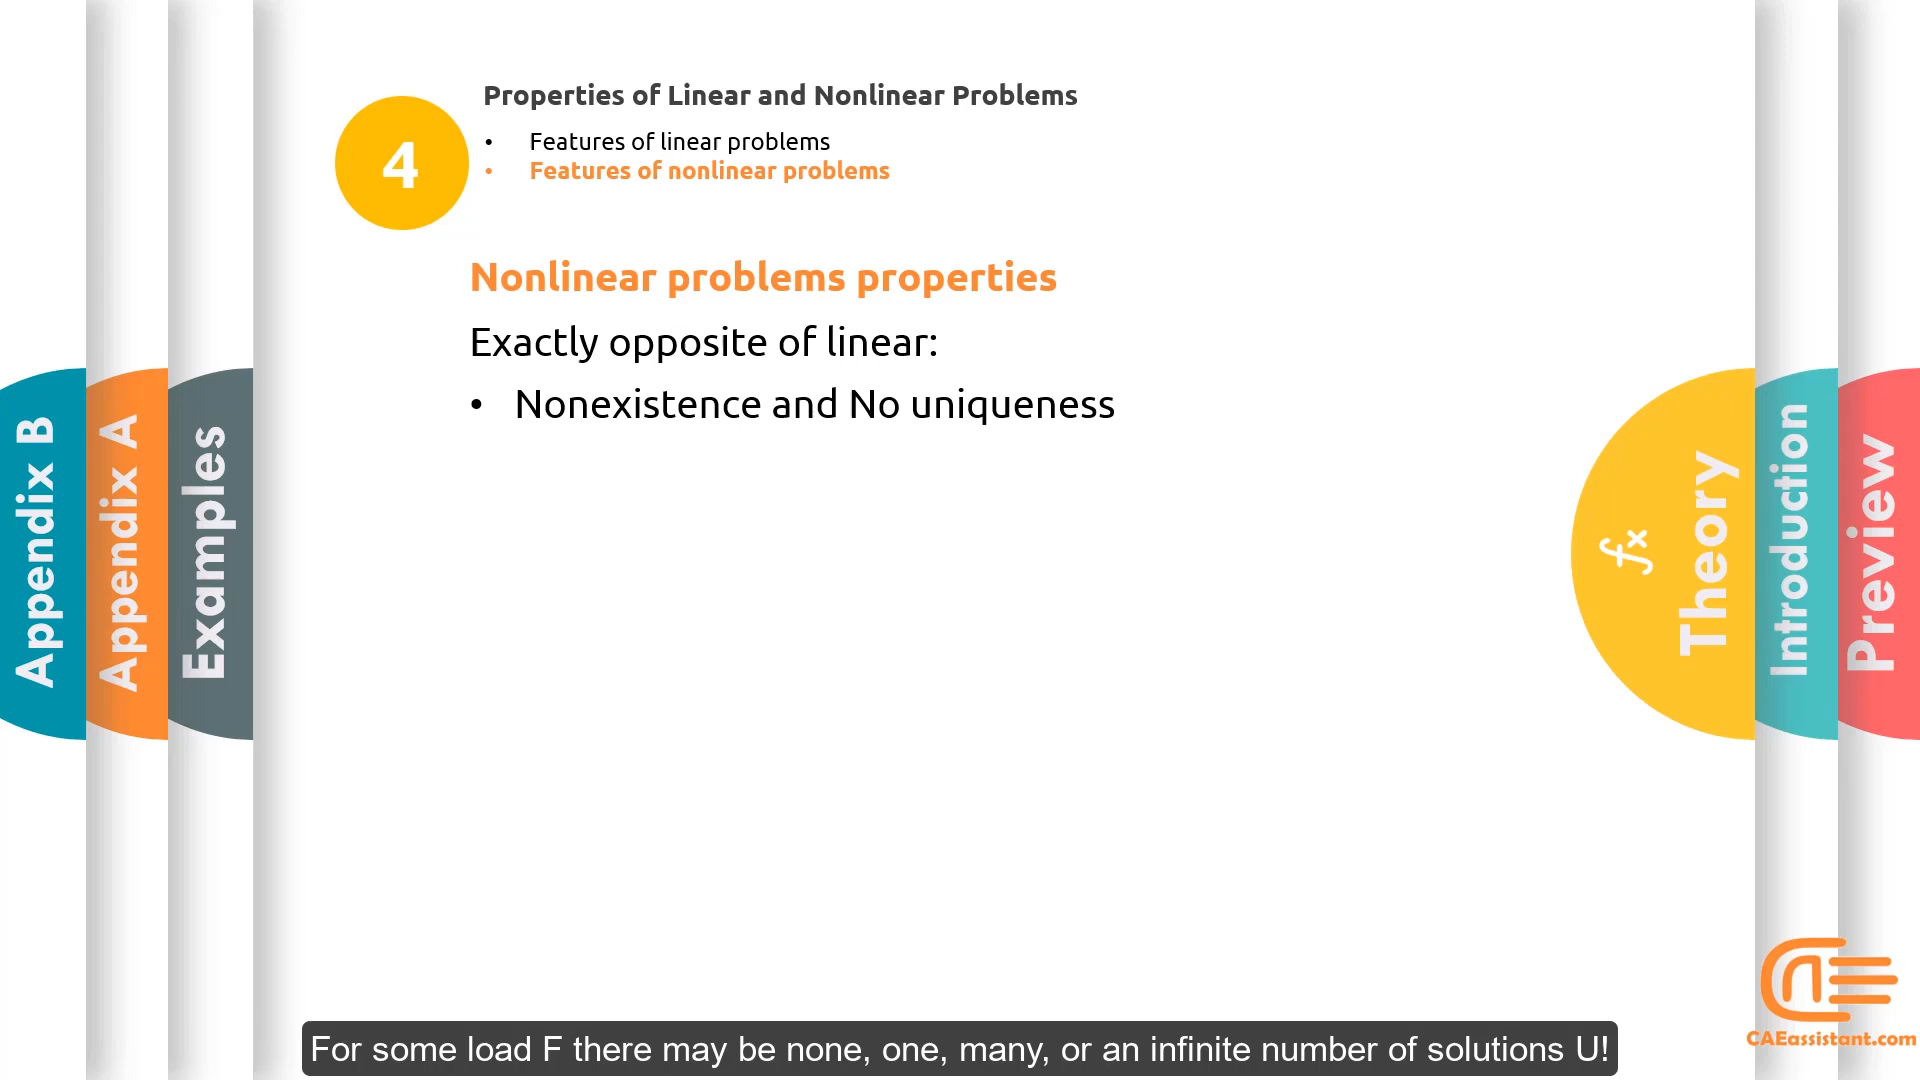 Properties of Linear and Nonlinear Problems
4
• Features of linear problems
• Features of nonlinear problems
Nonlinear problems properties
Exactly opposite of linear:
• Nonexistence and No uniqueness
Appendix B
Appendix A
Examples
fx
Theory
Introduction
Preview
CAEassistant.com
For some load F there may be none, one, many, or an infinite number of solutions U!